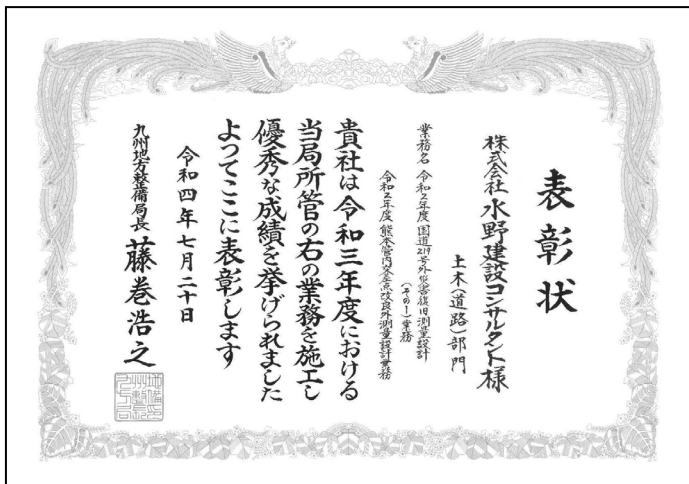 表彰状
株式会社 水野建設コンサルタント様
土木(道路)部門
業務名 令和2年度 国道219号外災害復旧測量設計
(その1)業務
令和2年度 熊本管内交差点改良外測量設計業務
貴社は令和三年度における
当局所管の右の業務を施工し
優秀な成績を挙げられました
よってここに表彰します
令和四年七月二十日
九州地方整備局長 藤巻浩之